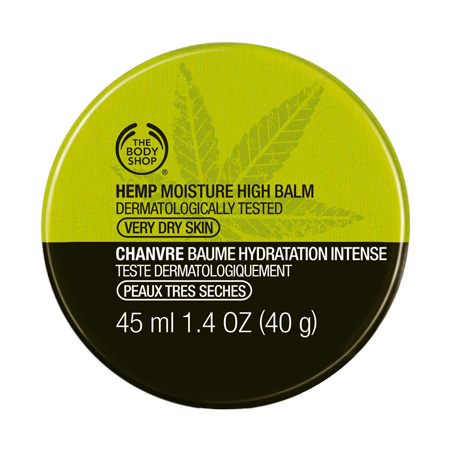 THE
BODY
SHOP
®
HEMP MOISTURE HIGH BALM
DERMATOLOGICALLY TESTED
VERY DRY SKIN
CHANVRE BAUME HYDRATATION INTENSE
TESTE DERMATOLOGIQUEMENT
PEAUX TRES SECHES
45 ml 1.4 OZ (40 g)